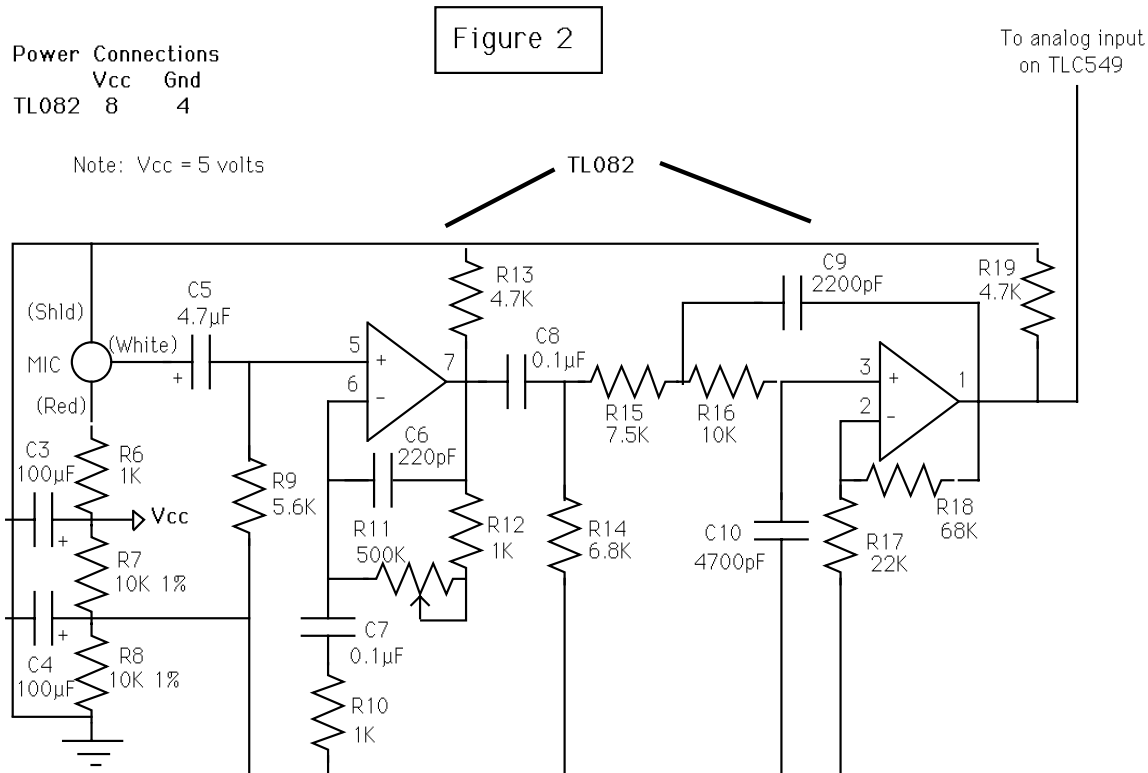 Figure 2
Power Connections
Vcc Gnd
TL082 8 4
Note: Vcc = 5 volts
To analog input
on TLC549
TL082
(Shld)
MIC
(White)
(Red)
C5
4.7µF
+
R13
4.7K
C9
2200pF
R19
4.7K
5
+
6
-
7
C8
0.1µF
R15
7.5K
R16
10K
3
+
2
-
1
C3
100µF
+
R6
1K
Vcc
R9
5.6K
C6
220pF
R11
500K
R12
1K
R14
6.8K
C10
4700pF
R17
22K
R18
68K
R7
10K 1%
C4
100µF
+
R8
10K 1%
C7
0.1µF
R10
1K